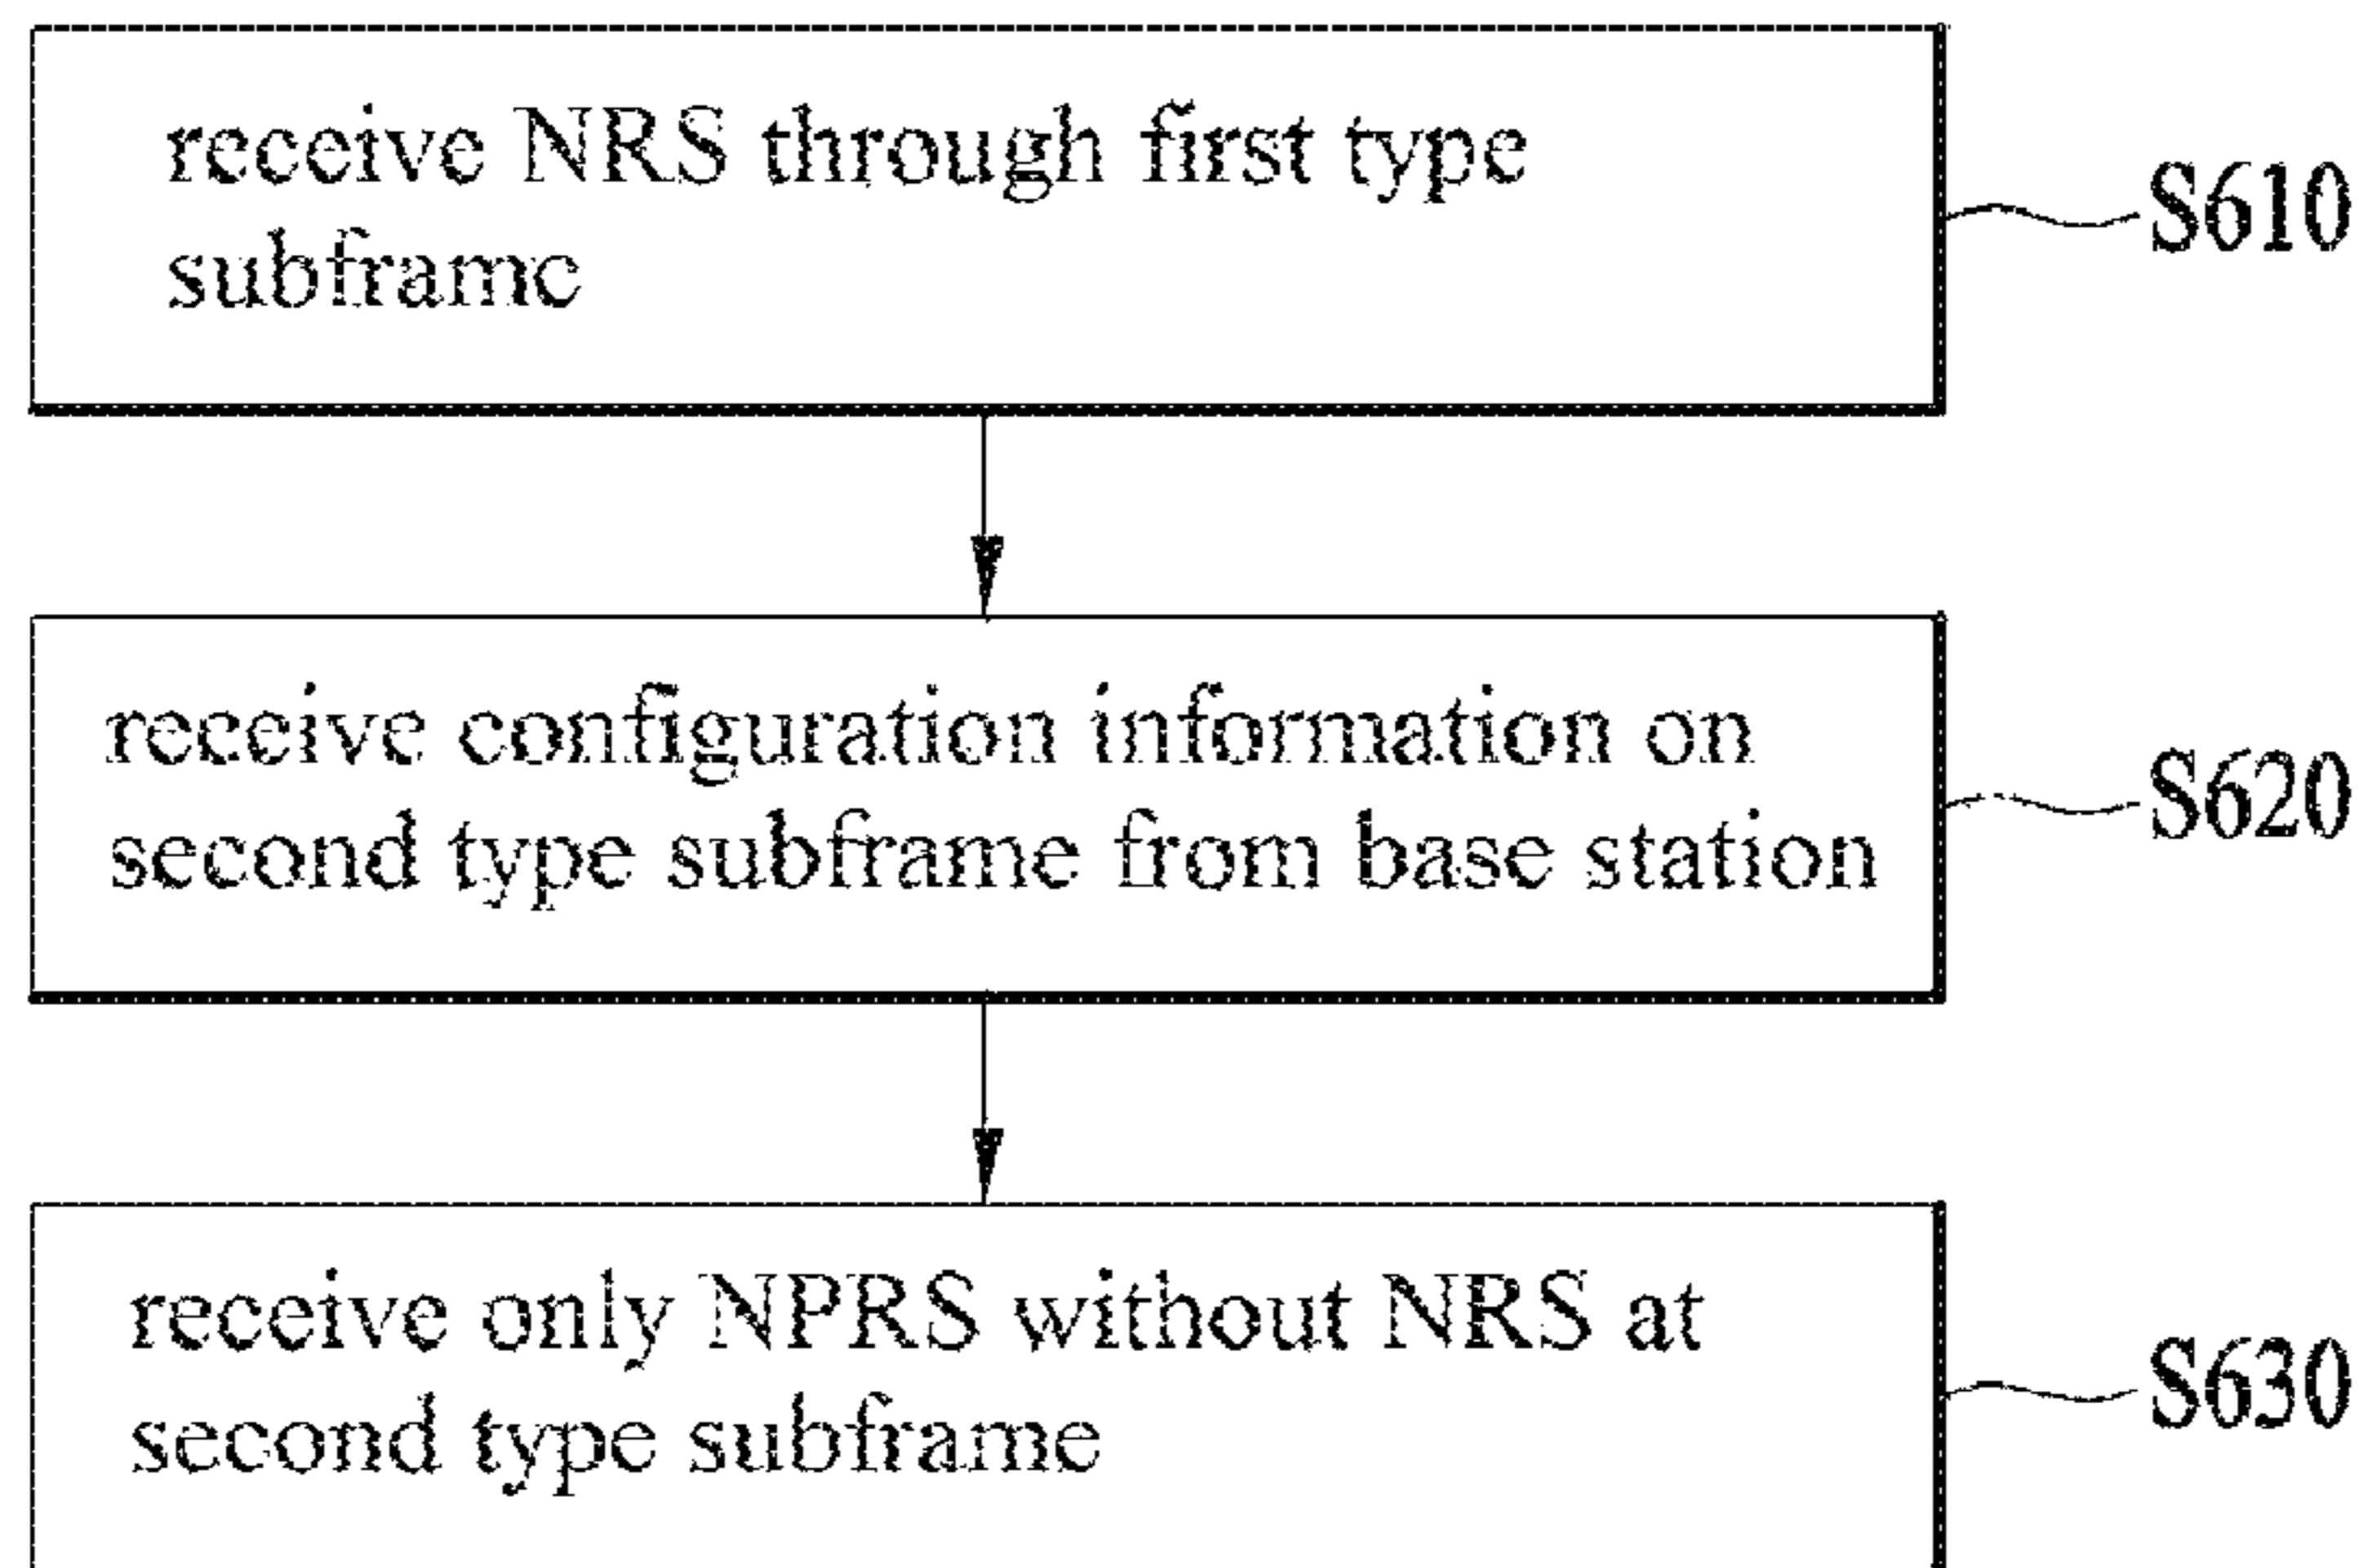 receive NRS through first type
subframe
S610
receive configuration information on
second type subframe from base station
S620
receive only NPRS without NRS at
second type subframe
S630